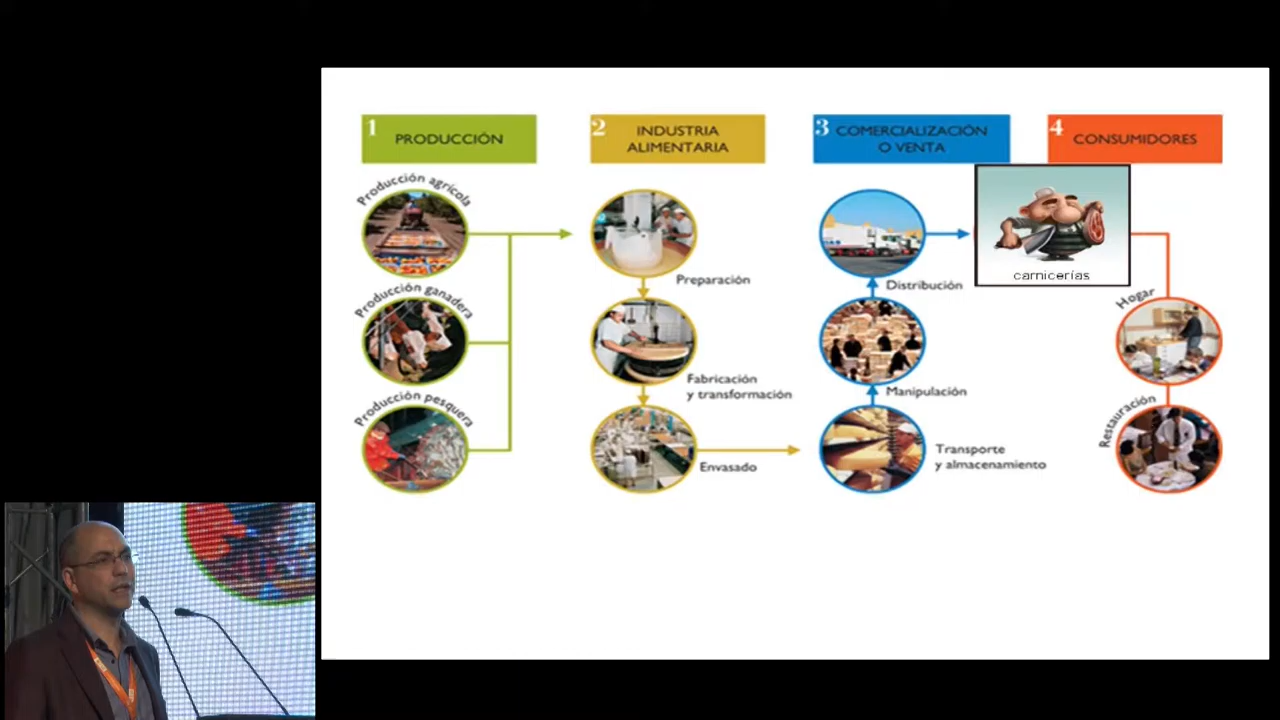 1
PRODUCCIÓN
Producción agrícola
Producción ganadera
Producción pesquera
2
INDUSTRIA
ALIMENTARIA
Preparación
Fabricación
y transformación
Envasado
3
COMERCIALIZACIÓN
O VENTA
Distribución
Manipulación
Transporte
y almacenamiento
carnicerías
4
CONSUMIDORES
Hogar
Restauración